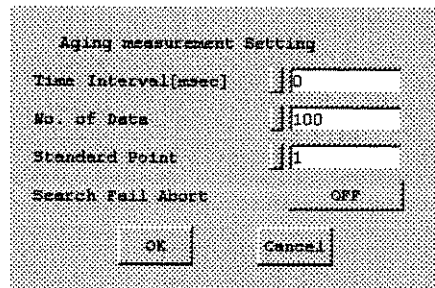 Aging measurement Setting
Time Interval[msec] 0
No. of Data 100
Standard Point 1
Search Fail Abort OFF
OK Cancel